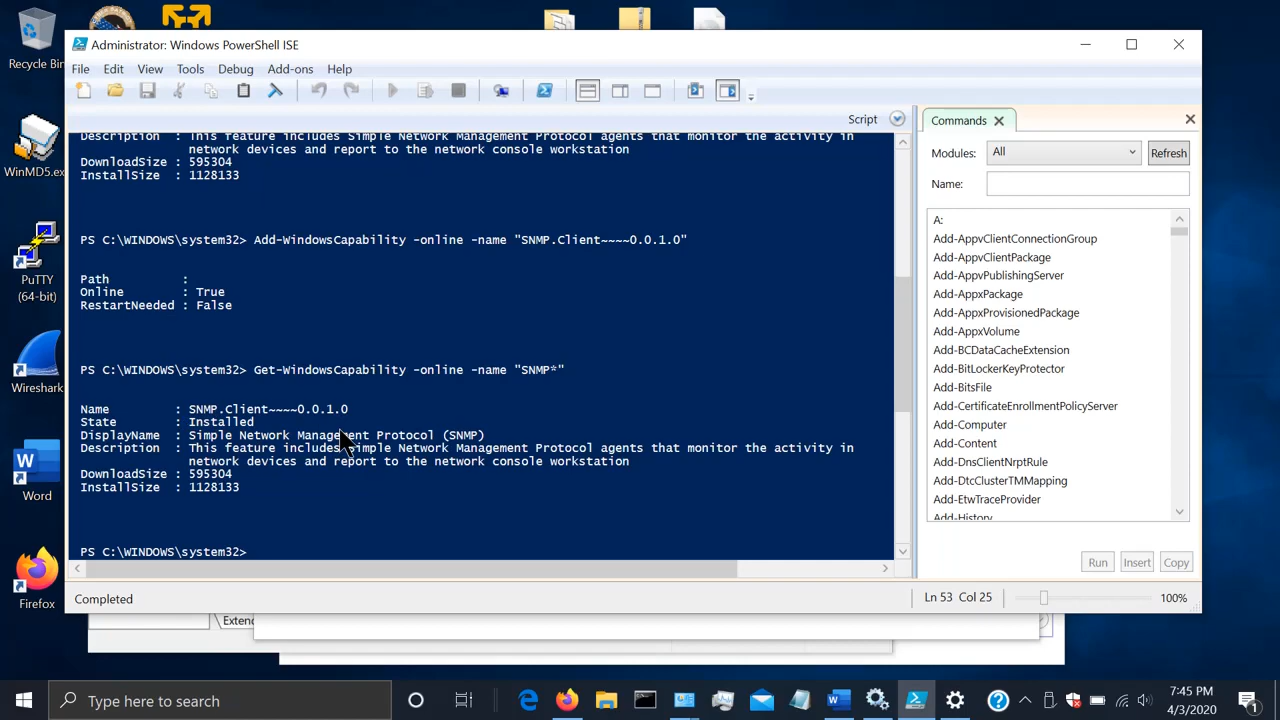 Administrator: Windows PowerShell ISE
File Edit View Tools Debug Add-ons Help
Script
Description : This feature includes Simple Network Management Protocol agents that monitor the activity in
network devices and report to the network console workstation
DownloadSize : 595304
InstallSize : 1128133
PS C:\WINDOWS\system32> Add-WindowsCapability -online -name "SNMP.Client~~~~0.0.1.0"
Path :
Online : True
RestartNeeded : False
PS C:\WINDOWS\system32> Get-WindowsCapability -online -name "SNMP*"
Name : SNMP.Client~~~~0.0.1.0
State : Installed
DisplayName : Simple Network Management Protocol (SNMP)
Description : This feature includes Simple Network Management Protocol agents that monitor the activity in
network devices and report to the network console workstation
DownloadSize : 595304
InstallSize : 1128133
PS C:\WINDOWS\system32>
Completed
Ln 53 Col 25
100%
Commands
Modules: All Refresh
Name:
A:
Add-AppvClientConnectionGroup
Add-AppvClientPackage
Add-AppvPublishingServer
Add-AppxPackage
Add-AppxProvisionedPackage
Add-AppxVolume
Add-BCDataCacheExtension
Add-BitLockerKeyProtector
Add-BitsFile
Add-CertificateEnrollmentPolicyServer
Add-Computer
Add-Content
Add-DnsClientNrptRule
Add-DtcClusterTMMapping
Add-EtwTraceProvider
Add-History
Run Insert Copy
Recycle Bin
WinMD5.ex
PuTTY
(64-bit)
Wireshark
Word
Firefox
Extend
Type here to search
7:45 PM
4/3/2020
1